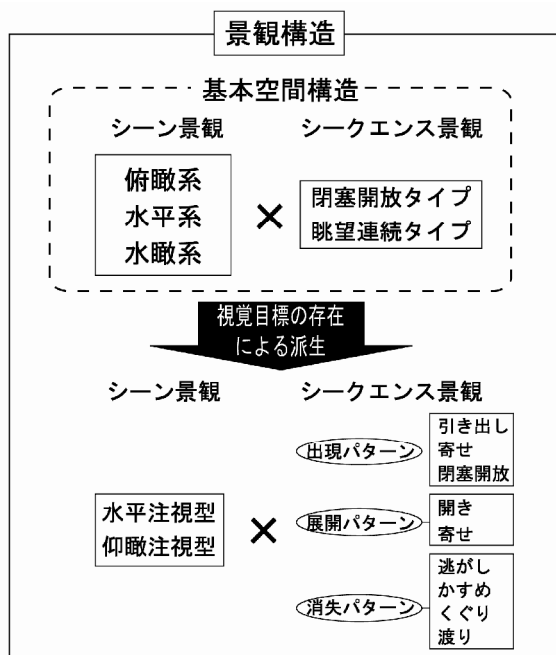 景観構造
基本空間構造
シーン景観
シークエンス景観
俯瞰系
水平系
水瞰系
×
閉塞開放タイプ
眺望連続タイプ
視覚目標の存在
による派生
シーン景観
シークエンス景観
水平注視型
仰瞰注視型
×
出現パターン
引き出し
寄せ
閉塞開放
展開パターン
開き
寄せ
消失パターン
逃がし
かすめ
くぐり
渡り